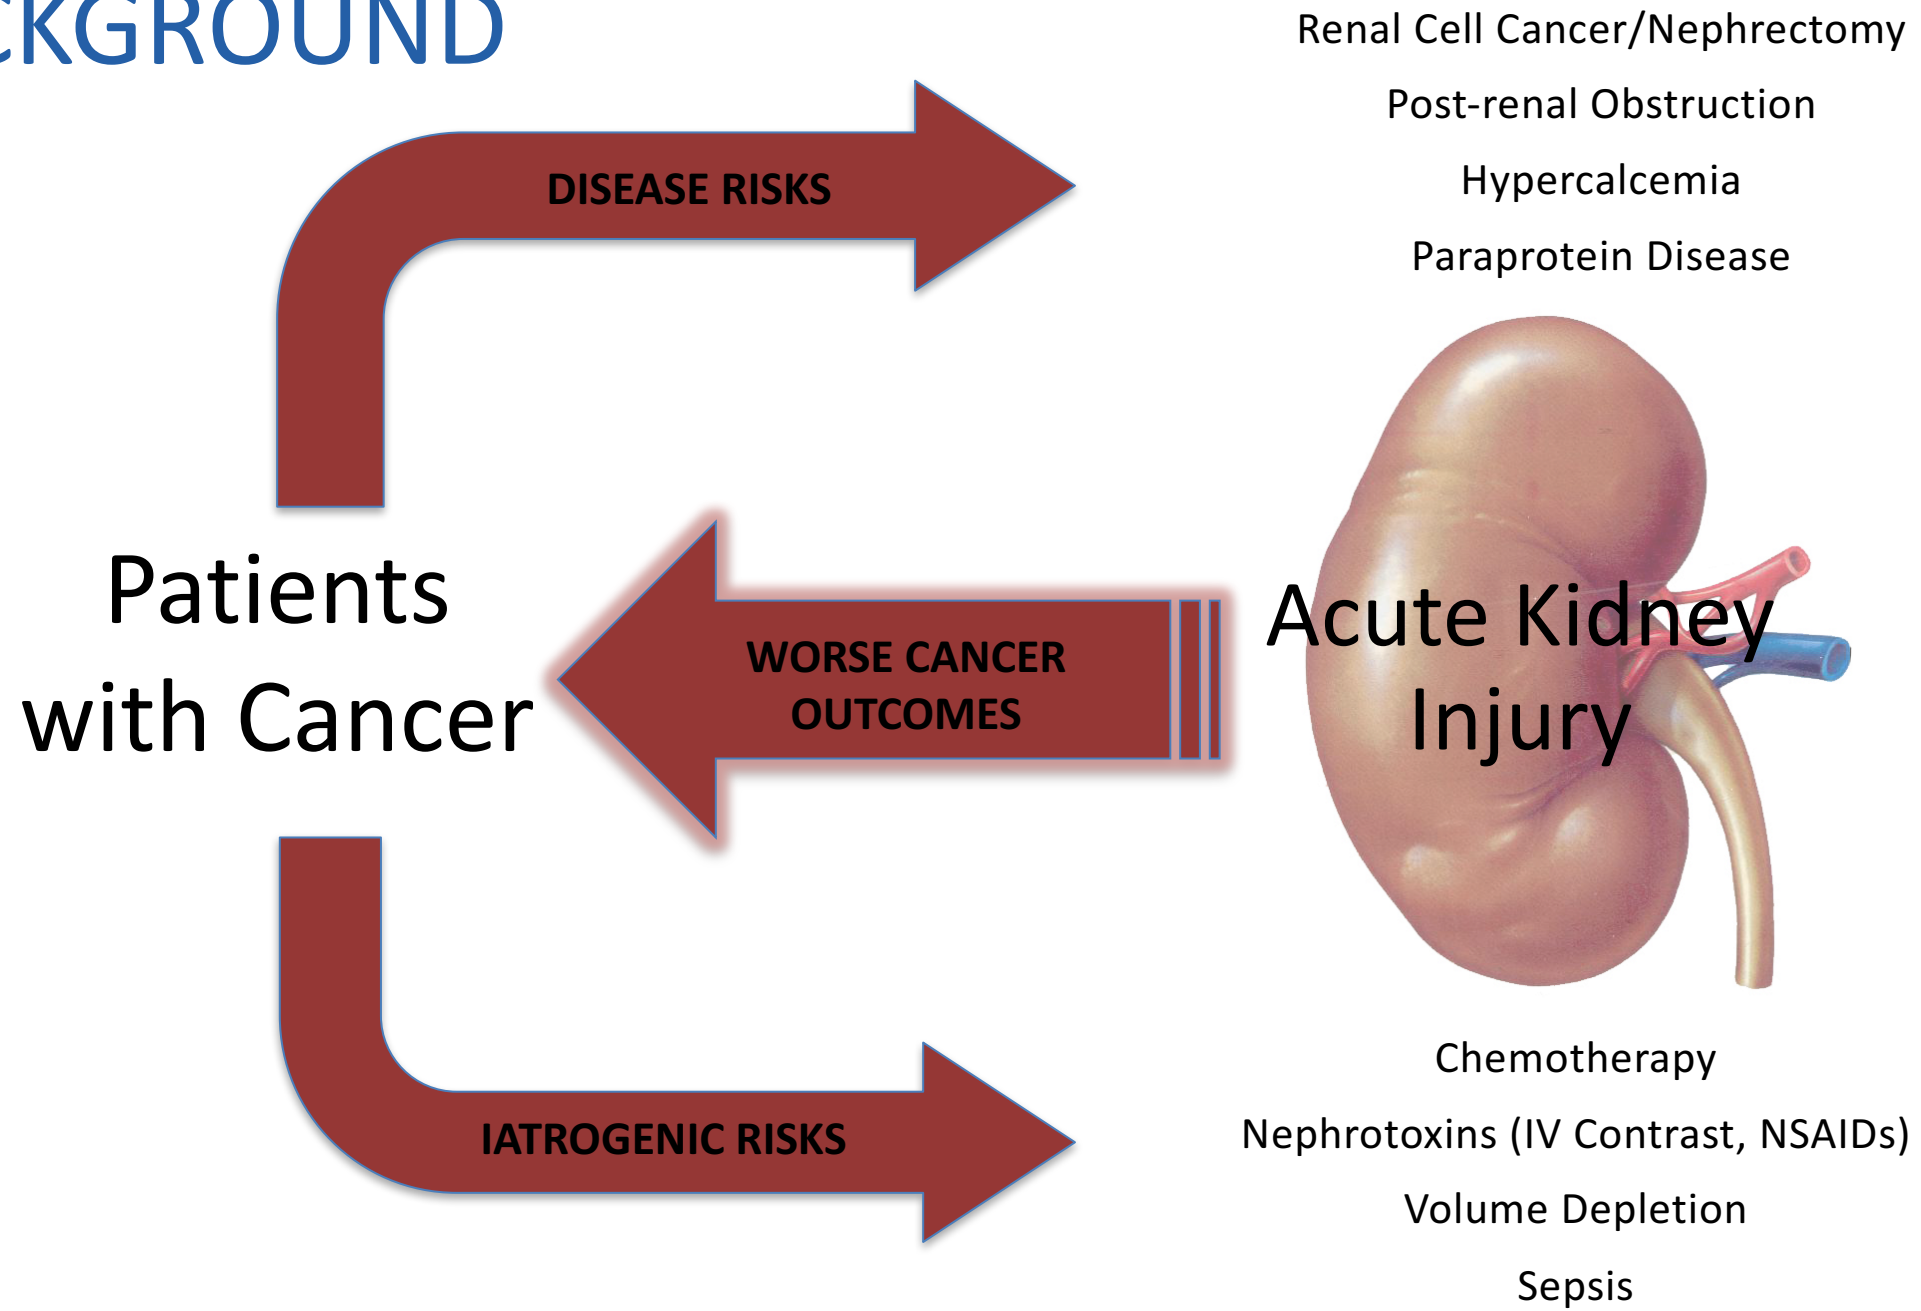 CKGROUND
Renal Cell Cancer/Nephrectomy
Post-renal Obstruction
Hypercalcemia
Paraprotein Disease
DISEASE RISKS
Patients
with Cancer
WORSE CANCER
OUTCOMES
Acute Kidney
Injury
IATROGENIC RISKS
Chemotherapy
Nephrotoxins (IV Contrast, NSAIDs)
Volume Depletion
Sepsis